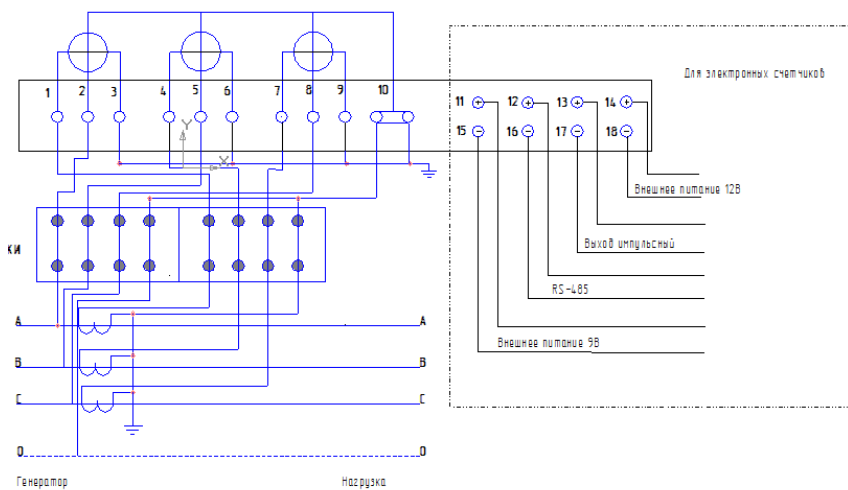 Для электронных счетчиков
1 2 3 4 5 6 7 8 9 10
11 12 13 14
15 16 17 18
Y
X
Внешнее питание 12В
КИ
Выход импульсный
RS-485
A A
Внешнее питание 9В
B B
C C
0 0
Генератор Нагрузка